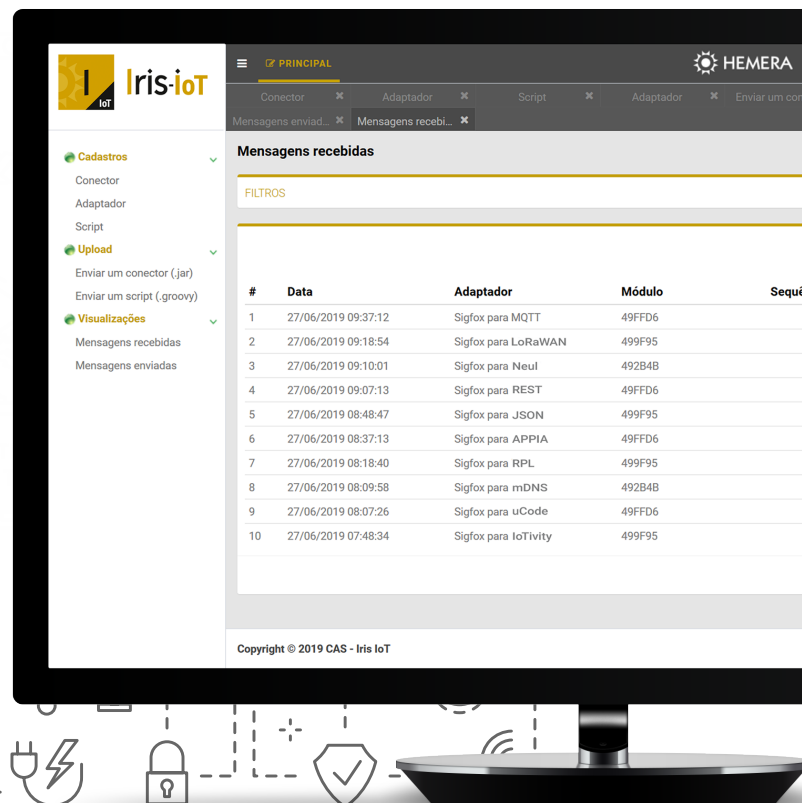 I
IoT
Iris-ioT
PRINCIPAL
HEMERA
Conector
Adaptador
Script
Adaptador
Enviar um con
Mensagens enviad...
Mensagens recebi...
Cadastros
Conector
Adaptador
Script
Upload
Enviar um conector (.jar)
Enviar um script (.groovy)
Visualizações
Mensagens recebidas
Mensagens enviadas
Mensagens recebidas
FILTROS
# Data Adaptador Módulo Sequê
1 27/06/2019 09:37:12 Sigfox para MQTT 49FFD6
2 27/06/2019 09:18:54 Sigfox para LoRaWAN 499F95
3 27/06/2019 09:10:01 Sigfox para Neul 492B4B
4 27/06/2019 09:07:13 Sigfox para REST 49FFD6
5 27/06/2019 08:48:47 Sigfox para JSON 499F95
6 27/06/2019 08:37:13 Sigfox para APPIA 49FFD6
7 27/06/2019 08:18:40 Sigfox para RPL 499F95
8 27/06/2019 08:09:58 Sigfox para mDNS 492B4B
9 27/06/2019 08:07:26 Sigfox para uCode 49FFD6
10 27/06/2019 07:48:34 Sigfox para IoTivity 499F95
Copyright © 2019 CAS - Iris IoT